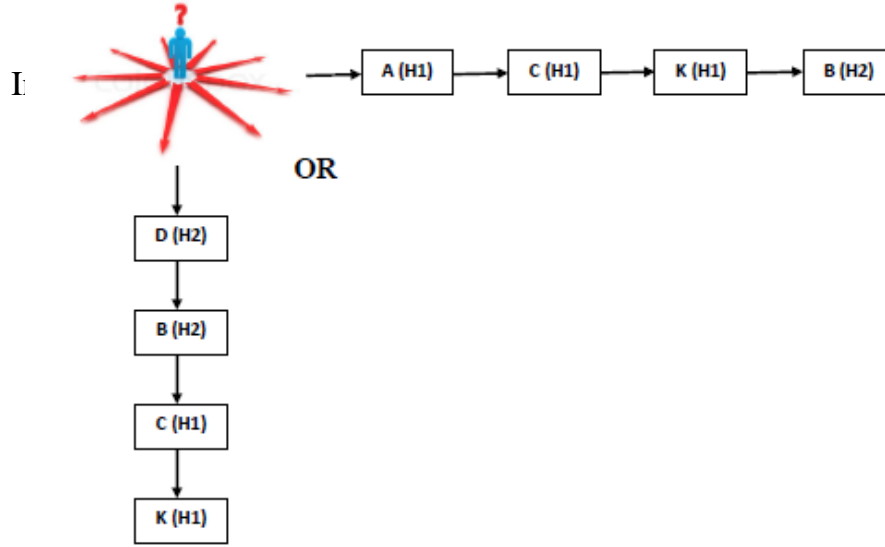 ?
A (H1) C (H1) K (H1) B (H2)
OR
D (H2)
B (H2)
C (H1)
K (H1)